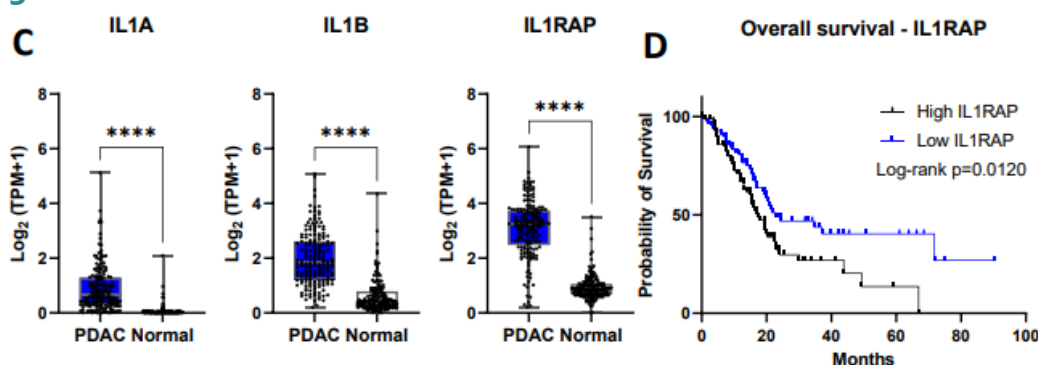 C
IL1A
IL1B
IL1RAP
Log2 (TPM+1)
8
6
4
2
0
****
PDAC Normal
Log2 (TPM+1)
8
6
4
2
0
****
PDAC Normal
Log2 (TPM+1)
8
6
4
2
0
****
PDAC Normal
D
Overall survival - IL1RAP
Probability of Survival
100
50
0
High IL1RAP
Low IL1RAP
Log-rank p=0.0120
0 20 40 60 80 100
Months